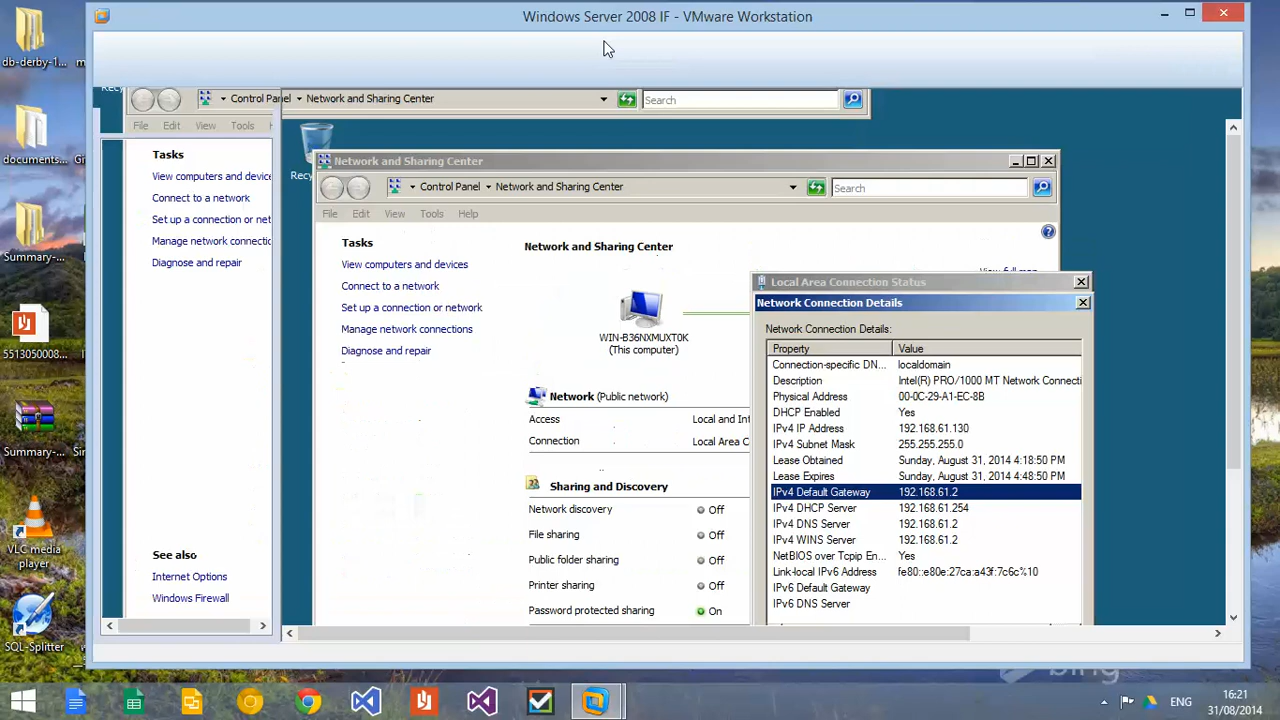 Windows Server 2008 IF - VMware Workstation
db-derby-1...
documents...
Summary-...
5513050008...
Summary-...
VLC media
player
SQL-Splitter
Control Panel
Network and Sharing Center
Search
File
Edit
View
Tools
Tasks
View computers and device
Connect to a network
Set up a connection or net
Manage network connectic
Diagnose and repair
See also
Internet Options
Windows Firewall
Network and Sharing Center
Control Panel
Network and Sharing Center
Search
File
Edit
View
Tools
Help
Tasks
View computers and devices
Connect to a network
Set up a connection or network
Manage network connections
Diagnose and repair
Network and Sharing Center
View full map
WIN-B36NXMUXT0K
(This computer)
Network (Public network)
Access
Local and Int
Connection
Local Area C
Sharing and Discovery
Network discovery
Off
File sharing
Off
Public folder sharing
Off
Printer sharing
Off
Password protected sharing
On
Local Area Connection Status
Network Connection Details
Network Connection Details:
Property Value
Connection-specific DN... localdomain
Description Intel(R) PRO/1000 MT Network Connecti
Physical Address 00-0C-29-A1-EC-8B
DHCP Enabled Yes
IPv4 IP Address 192.168.61.130
IPv4 Subnet Mask 255.255.255.0
Lease Obtained Sunday, August 31, 2014 4:18:50 PM
Lease Expires Sunday, August 31, 2014 4:48:50 PM
IPv4 Default Gateway 192.168.61.2
IPv4 DHCP Server 192.168.61.254
IPv4 DNS Server 192.168.61.2
IPv4 WINS Server 192.168.61.2
NetBIOS over Tcpip En... Yes
Link-local IPv6 Address fe80::e80e:27ca:a43f:7c6c%10
IPv6 Default Gateway
IPv6 DNS Server
bing
ENG
16:21
31/08/2014